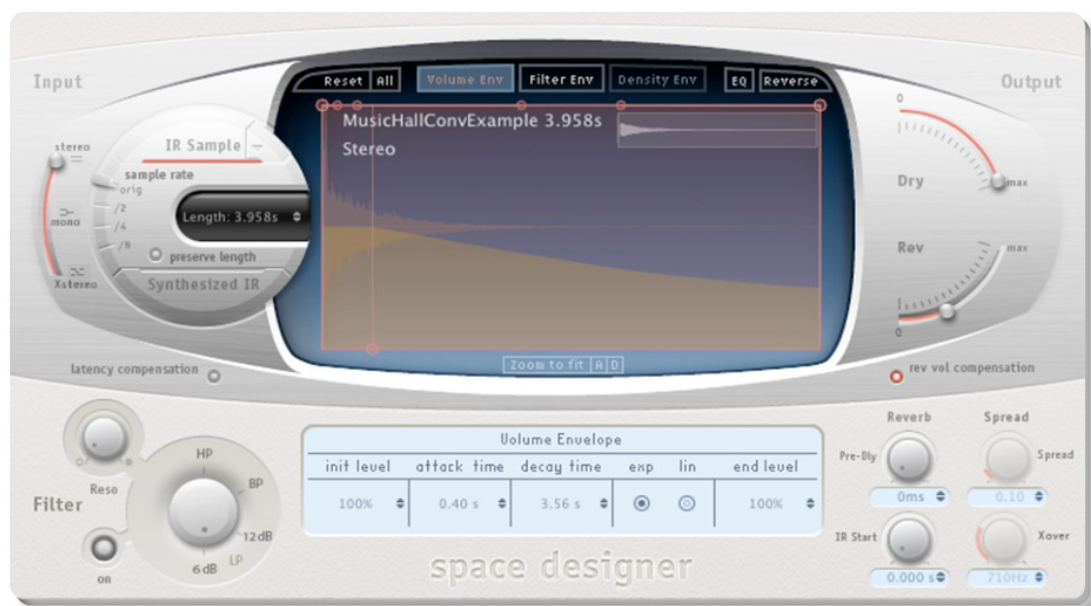 Input
Output
Reset All Volume Env Filter Env Density Env EQ Reverse
MusicHallConvExample 3.958s
Stereo
stereo
mono
Xstereo
IR Sample
sample rate
orig
/2
/4
/8
Length: 3.958s
preserve length
Synthesized IR
0
Dry
max
Rev
max
0
Zoom to fit A D
latency compensation
rev vol compensation
Filter
Reso
on
HP
BP
12dB
LP
6dB
Volume Envelope
init level attack time decay time exp lin end level
100% 0.40 s 3.56 s 100%
Reverb Spread
Pre-Dly Spread
0ms 0.10
IR Start Xover
0.000 s 710Hz
space designer